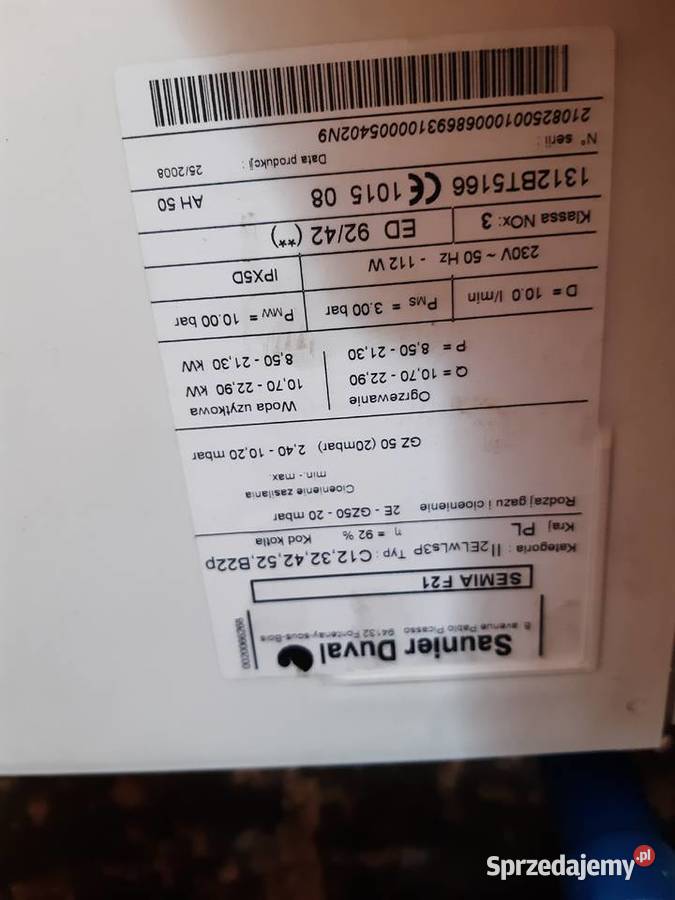 Saunier Duval
8, avenue Pablo Picasso 94132 Fontenay-sous-Bois
SEMIA F21
Kategoria : II2ELwLs3P Typ : C12,32,42,52,B22p
Kraj PL η = 92 % Kod kotla
Rodzaj gazu i cioenienie 2E - GZ50 - 20 mbar
Cioenienie zasilania
min. - max.
GZ 50 (20mbar) 2,40 - 10,20 mbar
Ogrzewanie Woda uzytkowa
Q = 10,70 - 22,90 10,70 - 22,90 kW
P = 8,50 - 21,30 8,50 - 21,30 kW
D = 10.0 l/min PMS = 3.00 bar PMW = 10.00 bar
230V ~ 50 Hz - 112 W IPX5D
Klassa NOx: 3 ED 92/42 (**)
1312BT5166 CE 1015 08 AH 50
N° serii : Data produkcji : 25/2008
Sprzedajemy.pl